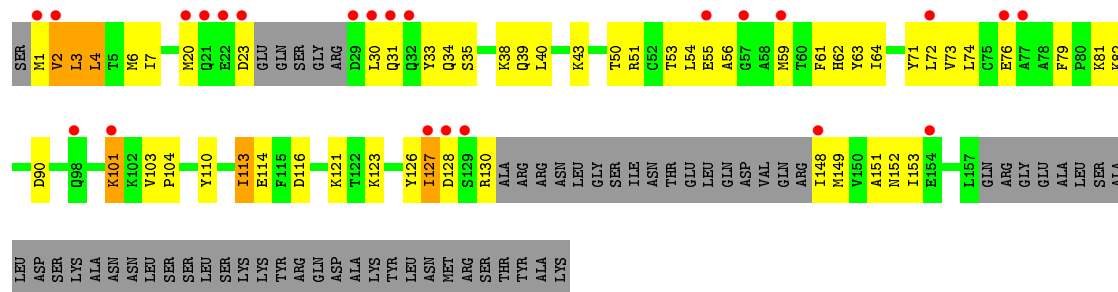 SER M1 V2 L3 L4 T5 M6 I7 M20 Q21 E22 D23 GLU GLN SER GLY ARG D29 L30 Q31 Q32 Y33 Q34 S35 K38 Q39 L40 K43 T50 R51 C52 T53 L54 E55 A56 G57 A58 M59 T60 F61 H62 Y63 I64 Y71 L72 V73 L74 C75 E76 A77 A78 F79 P80 K81 K82
D90 Q98 K101 K102 V103 P104 Y110 I113 E114 F115 D116 K121 T122 K123 Y126 I127 D128 S129 R130 ALA ARG ARG ASN LEU GLY SER ILE ASN THR GLU LEU GLN ASP VAL GLN ARG I148 M149 V150 A151 N152 I153 E154 L157 GLN ARG GLY GLU ALA LEU SER ALA
LEU ASP SER LYS ALA ASN ASN LEU SER SER LEU SER LYS LYS TYR ARG GLN ASP ALA LYS TYR LEU ASN MET ARG SER THR TYR ALA LYS